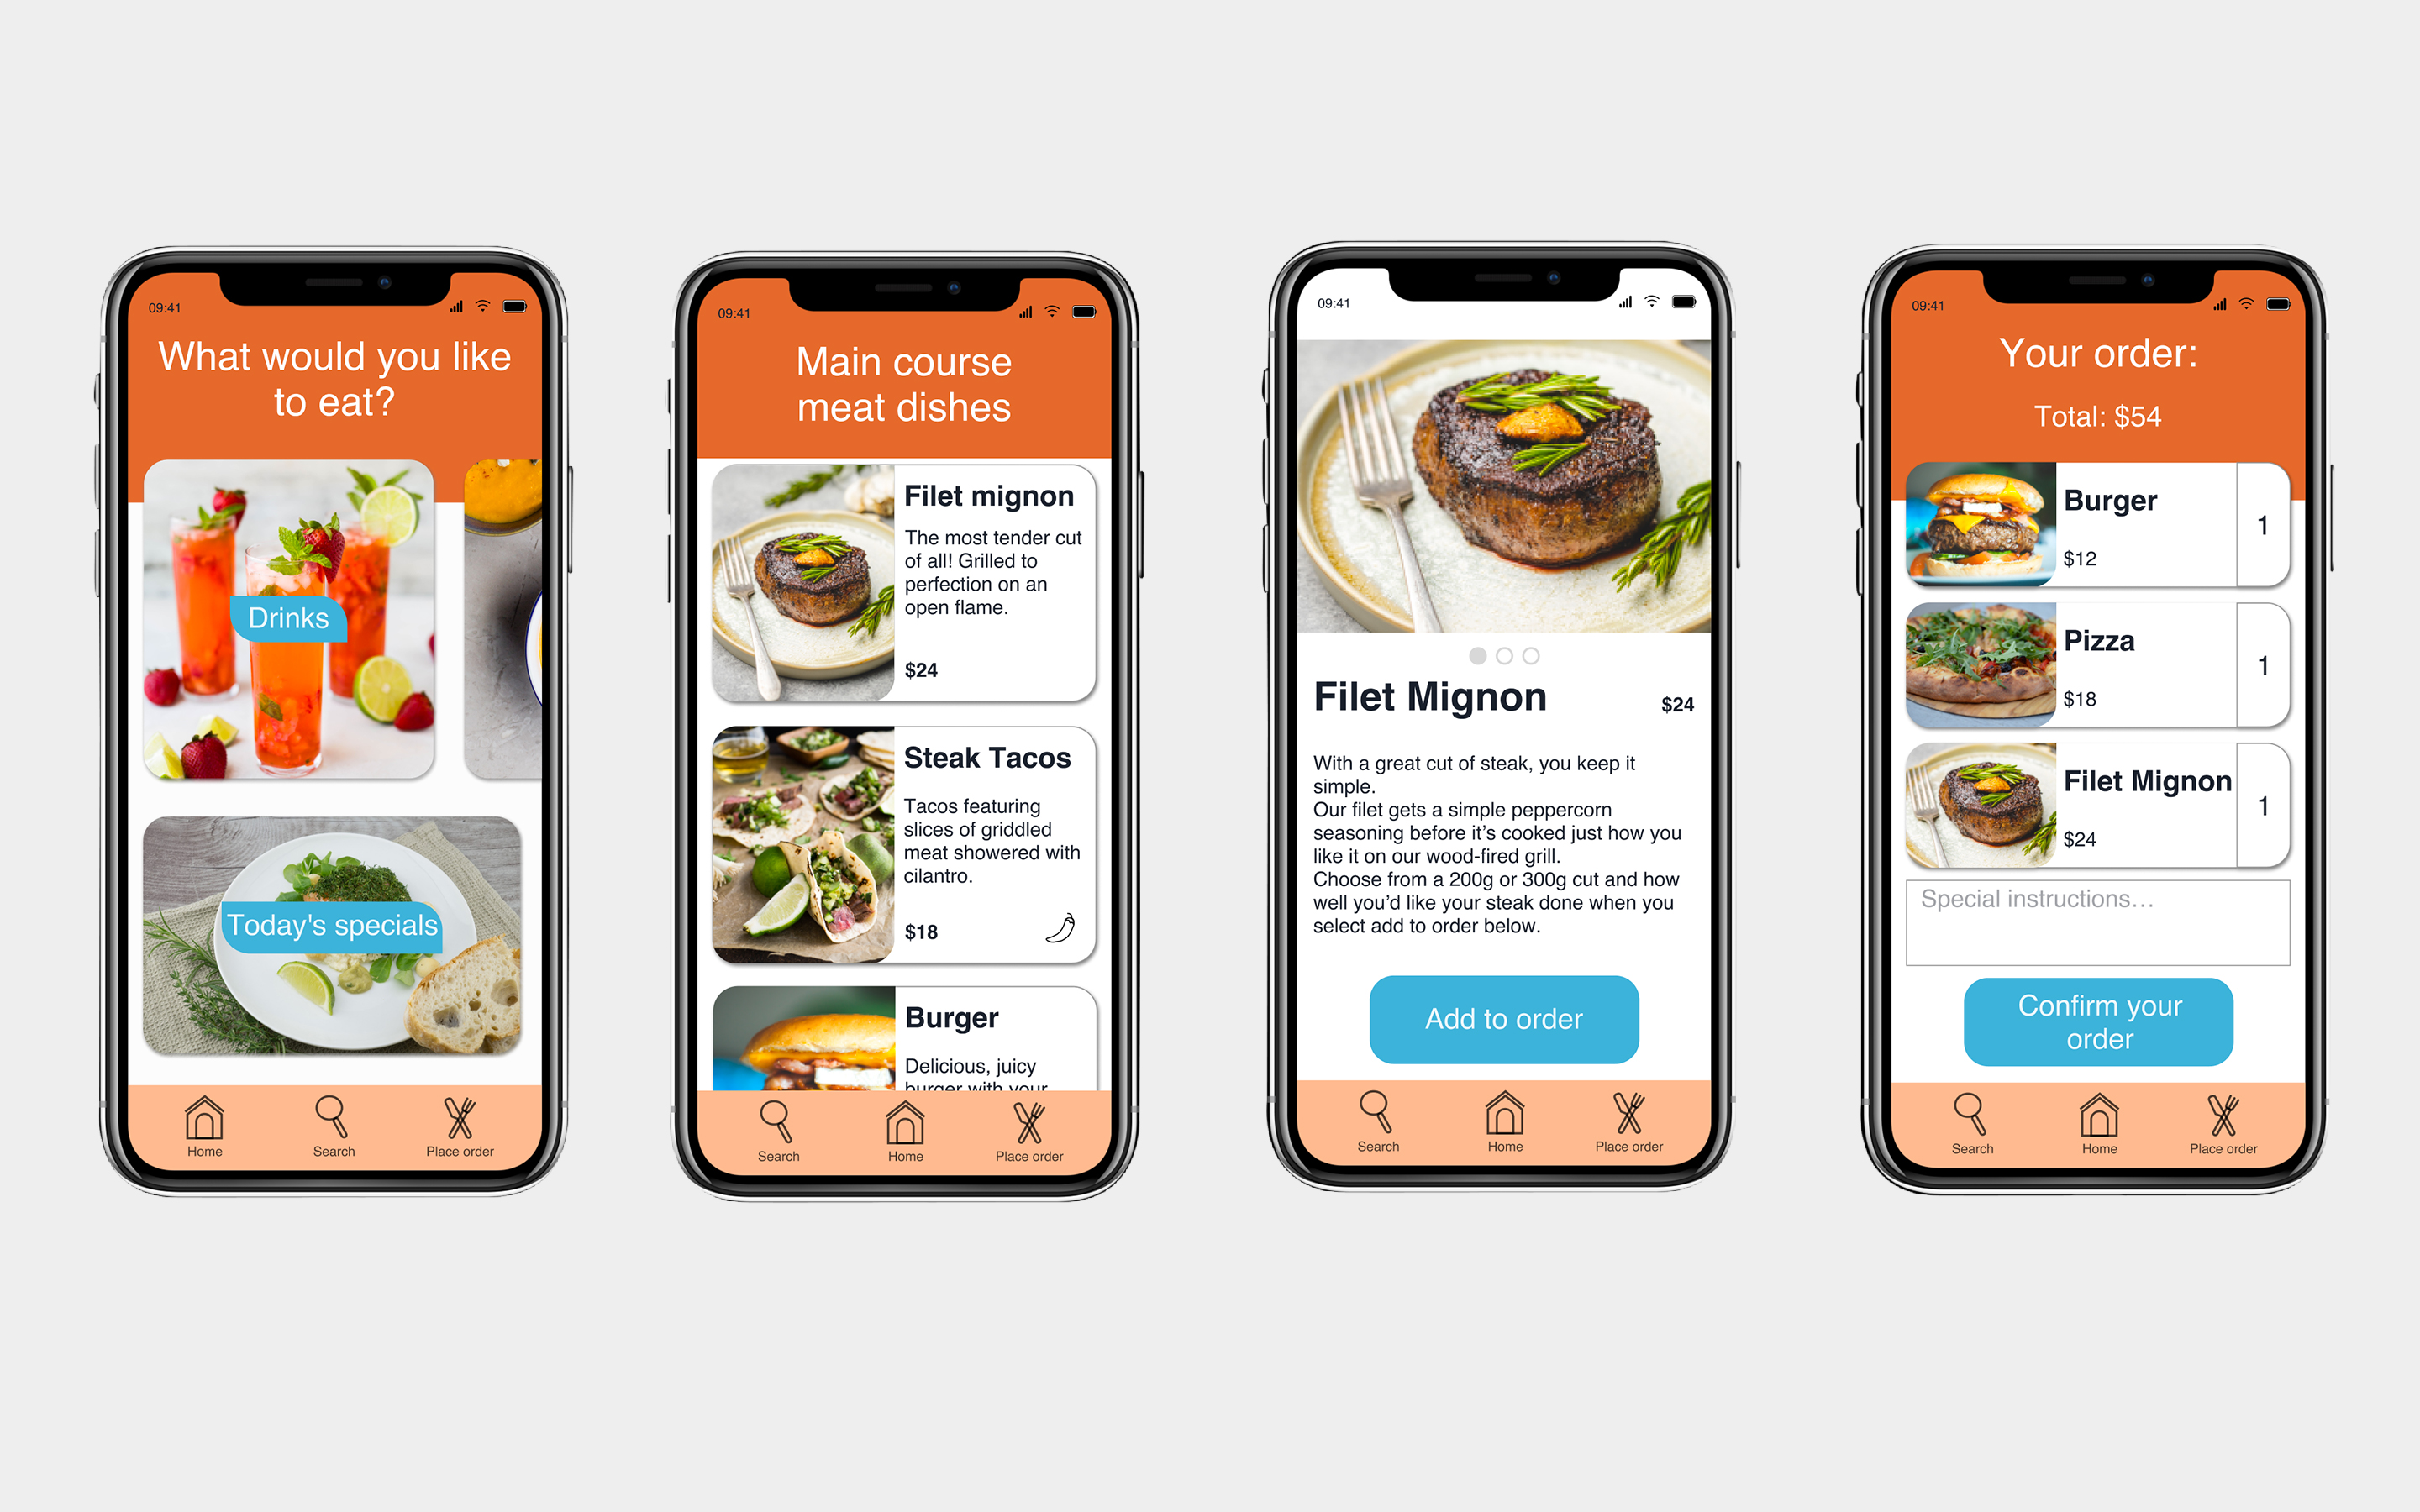 09:41
What would you like
to eat?
Drinks
Today's specials
Home
Search
Place order
09:41
Main course
meat dishes
Filet mignon
The most tender cut
of all! Grilled to
perfection on an
open flame.
$24
Steak Tacos
Tacos featuring
slices of griddled
meat showered with
cilantro.
$18
Burger
Delicious, juicy
burger with your
Search
Home
Place order
09:41
Filet Mignon
$24
With a great cut of steak, you keep it
simple.
Our filet gets a simple peppercorn
seasoning before it’s cooked just how you
like it on our wood-fired grill.
Choose from a 200g or 300g cut and how
well you’d like your steak done when you
select add to order below.
Add to order
Search
Home
Place order
09:41
Your order:
Total: $54
Burger
$12
1
Pizza
$18
1
Filet Mignon
$24
1
Special instructions…
Confirm your
order
Search
Home
Place order